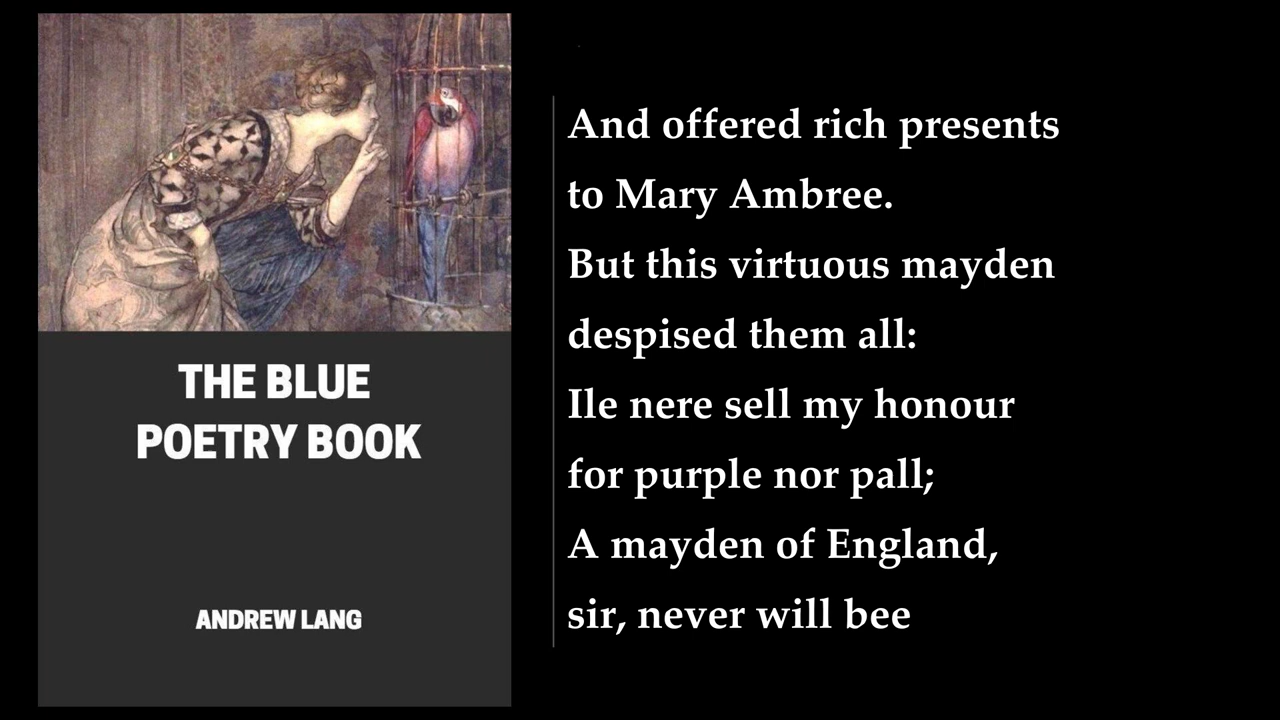 THE BLUE
POETRY BOOK
ANDREW LANG
And offered rich presents
to Mary Ambree.
But this virtuous mayden
despised them all:
Ile nere sell my honour
for purple nor pall;
A mayden of England,
sir, never will bee